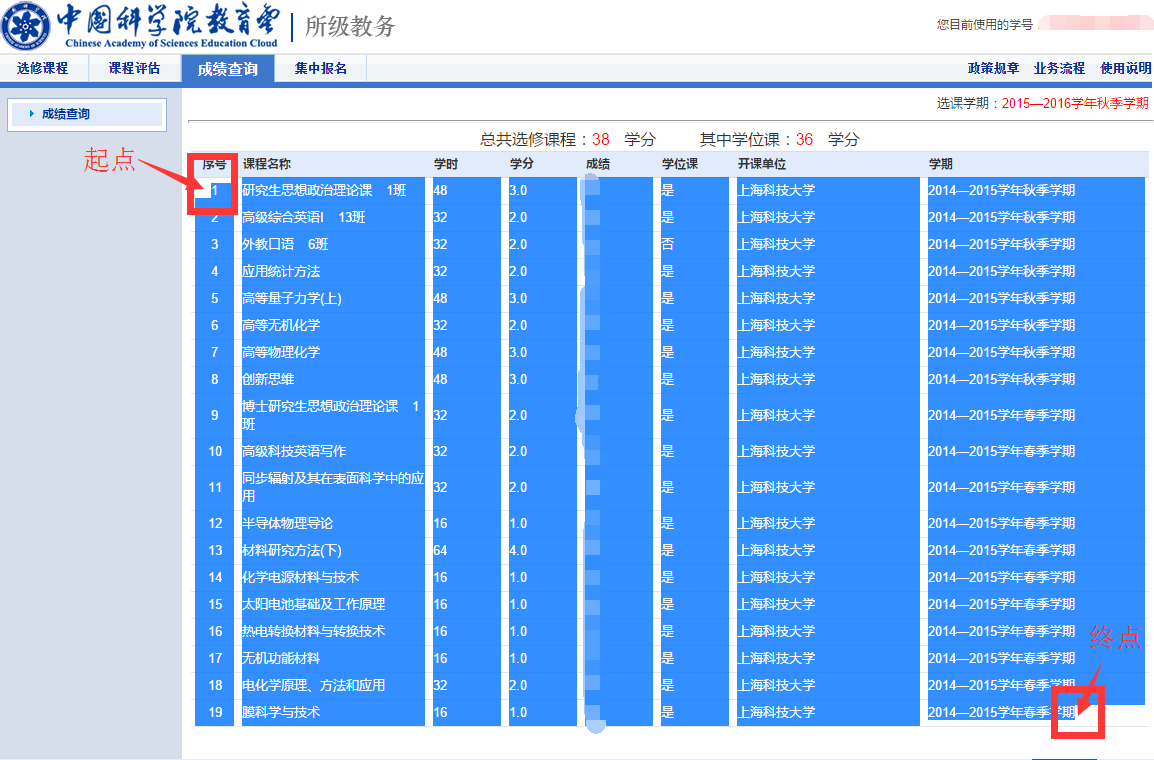 中国科学院教育云
Chinese Academy of Sciences Education Cloud
所级教务
您目前使用的学号：
选修课程 课程评估 成绩查询 集中报名 政策规章 业务流程 使用说明
成绩查询
选课学期：2015—2016学年秋季学期
总共选修课程：38 学分 其中学位课：36 学分
起点
序号 课程名称 学时 学分 成绩 学位课 开课单位 学期
1 研究生思想政治理论课 1班 48 3.0 是 上海科技大学 2014—2015学年秋季学期
2 高级综合英语Ⅰ 13班 32 2.0 是 上海科技大学 2014—2015学年秋季学期
3 外教口语 6班 32 2.0 否 上海科技大学 2014—2015学年秋季学期
4 应用统计方法 32 2.0 是 上海科技大学 2014—2015学年秋季学期
5 高等量子力学(上) 48 3.0 是 上海科技大学 2014—2015学年秋季学期
6 高等无机化学 32 2.0 是 上海科技大学 2014—2015学年秋季学期
7 高等物理化学 48 3.0 是 上海科技大学 2014—2015学年秋季学期
8 创新思维 48 3.0 是 上海科技大学 2014—2015学年秋季学期
9 博士研究生思想政治理论课 1班 32 2.0 是 上海科技大学 2014—2015学年春季学期
10 高级科技英语写作 32 2.0 是 上海科技大学 2014—2015学年春季学期
11 同步辐射及其在表面科学中的应用 32 2.0 是 上海科技大学 2014—2015学年春季学期
12 半导体物理导论 16 1.0 是 上海科技大学 2014—2015学年春季学期
13 材料研究方法(下) 64 4.0 是 上海科技大学 2014—2015学年春季学期
14 化学电源材料与技术 16 1.0 是 上海科技大学 2014—2015学年春季学期
15 太阳电池基础及工作原理 16 1.0 是 上海科技大学 2014—2015学年春季学期
16 热电转换材料与转换技术 16 1.0 是 上海科技大学 2014—2015学年春季学期
终点
17 无机功能材料 16 1.0 是 上海科技大学 2014—2015学年春季学期
18 电化学原理、方法和应用 32 2.0 是 上海科技大学 2014—2015学年春季学期
19 膜科学与技术 16 1.0 是 上海科技大学 2014—2015学年春季学期